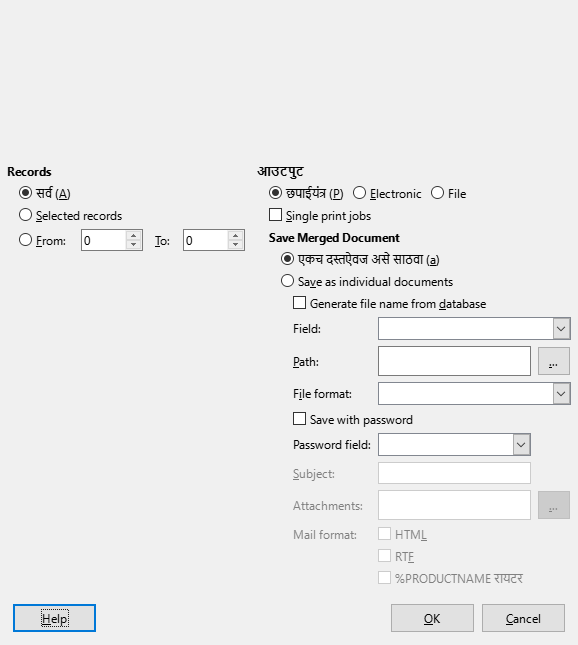 Records
सर्व (A)
Selected records
From: 0 To: 0
आउटपुट
छपाईयंत्र (P) Electronic File
Single print jobs
Save Merged Document
एकच दस्तऐवज असे साठवा (a)
Save as individual documents
Generate file name from database
Field:
Path: ...
File format:
Save with password
Password field:
Subject:
Attachments: ...
Mail format: HTML
RTF
%PRODUCTNAME रायटर
Help OK Cancel